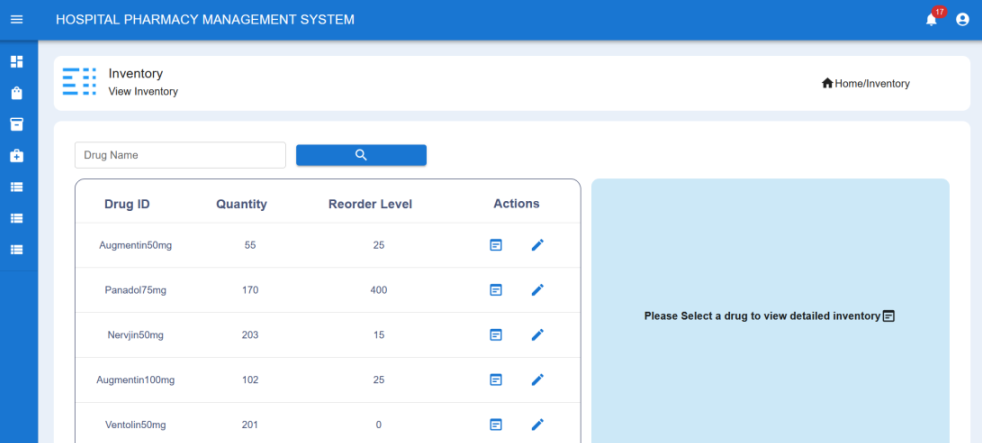 HOSPITAL PHARMACY MANAGEMENT SYSTEM
17
Inventory
View Inventory
Home/Inventory
Drug Name
Drug ID Quantity Reorder Level Actions
Augmentin50mg 55 25
Panadol75mg 170 400
Nervjin50mg 203 15
Augmentin100mg 102 25
Ventolin50mg 201 0
Please Select a drug to view detailed inventory